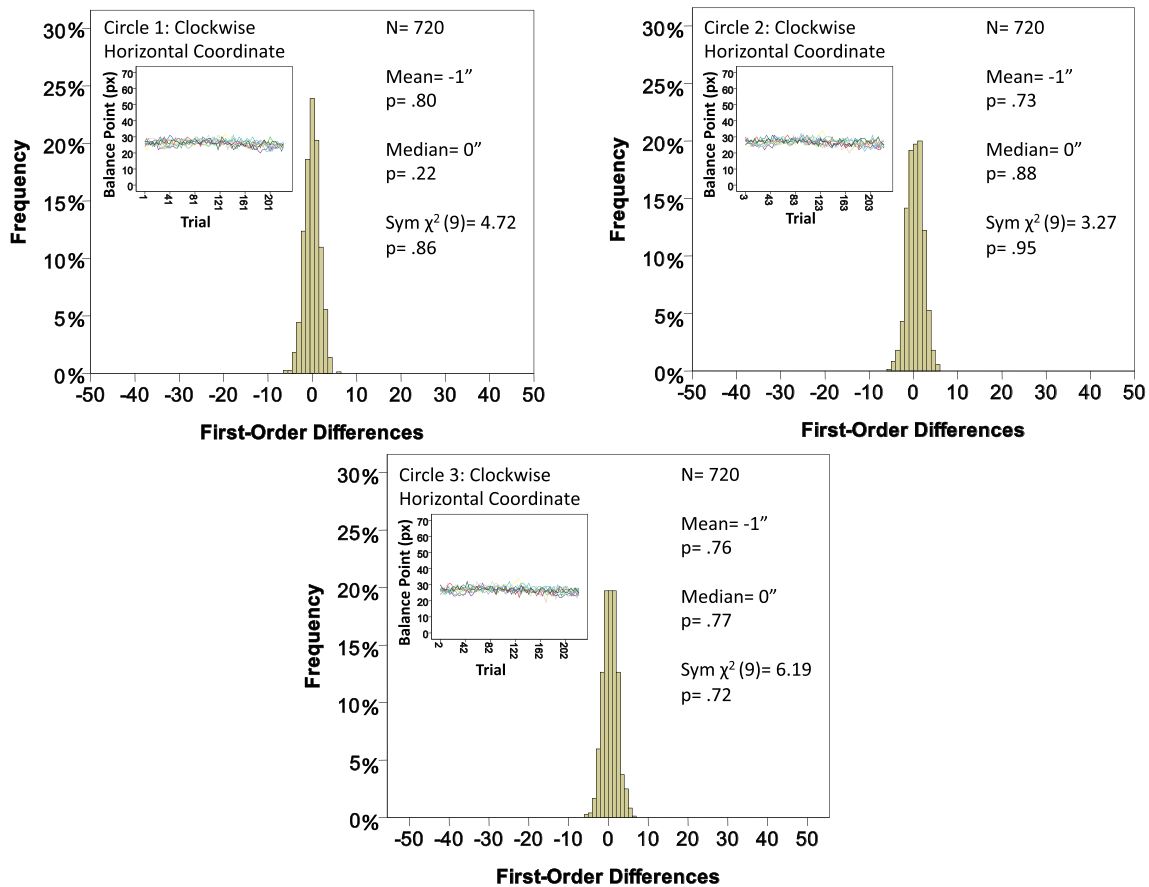 Circle 1: Clockwise
Horizontal Coordinate
N= 720
Mean= -1”
p= .80
Median= 0”
p= .22
Sym χ² (9)= 4.72
p= .86
Frequency
30%
25%
20%
15%
10%
5%
0%
-50 -40 -30 -20 -10 0 10 20 30 40 50
First-Order Differences
Balance Point (px)
70
60
50
40
30
20
10
0
1 41 81 121 161 201
Trial
Circle 2: Clockwise
Horizontal Coordinate
N= 720
Mean= -1”
p= .73
Median= 0”
p= .88
Sym χ² (9)= 3.27
p= .95
Frequency
30%
25%
20%
15%
10%
5%
0%
-50 -40 -30 -20 -10 0 10 20 30 40 50
First-Order Differences
Balance Point (px)
70
60
50
40
30
20
10
0
3 43 83 123 163 203
Trial
Circle 3: Clockwise
Horizontal Coordinate
N= 720
Mean= -1”
p= .76
Median= 0”
p= .77
Sym χ² (9)= 6.19
p= .72
Frequency
30%
25%
20%
15%
10%
5%
0%
-50 -40 -30 -20 -10 0 10 20 30 40 50
First-Order Differences
Balance Point (px)
70
60
50
40
30
20
10
0
2 42 82 122 162 202
Trial